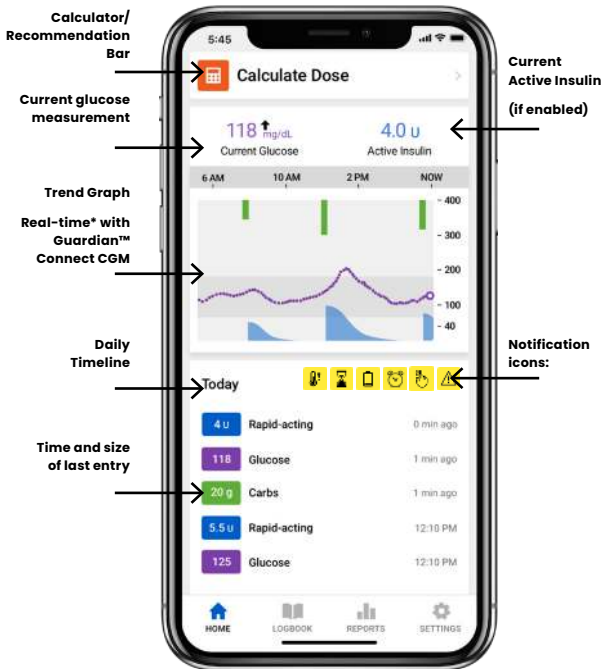 Calculator/
Recommendation
Bar
Current glucose
measurement
Trend Graph
Real-time* with
Guardian™
Connect CGM
Daily
Timeline
Time and size
of last entry
5:45
Calculate Dose
118 mg/dL
Current Glucose
4.0 U
Active Insulin
6 AM 10 AM 2 PM NOW
- 400
- 300
- 200
- 100
- 40
Today
4 U Rapid-acting 0 min ago
118 Glucose 1 min ago
20 g Carbs 1 min ago
5.5 U Rapid-acting 12:10 PM
125 Glucose 12:10 PM
HOME LOGBOOK REPORTS SETTINGS
Current
Active Insulin
(if enabled)
Notification
icons: